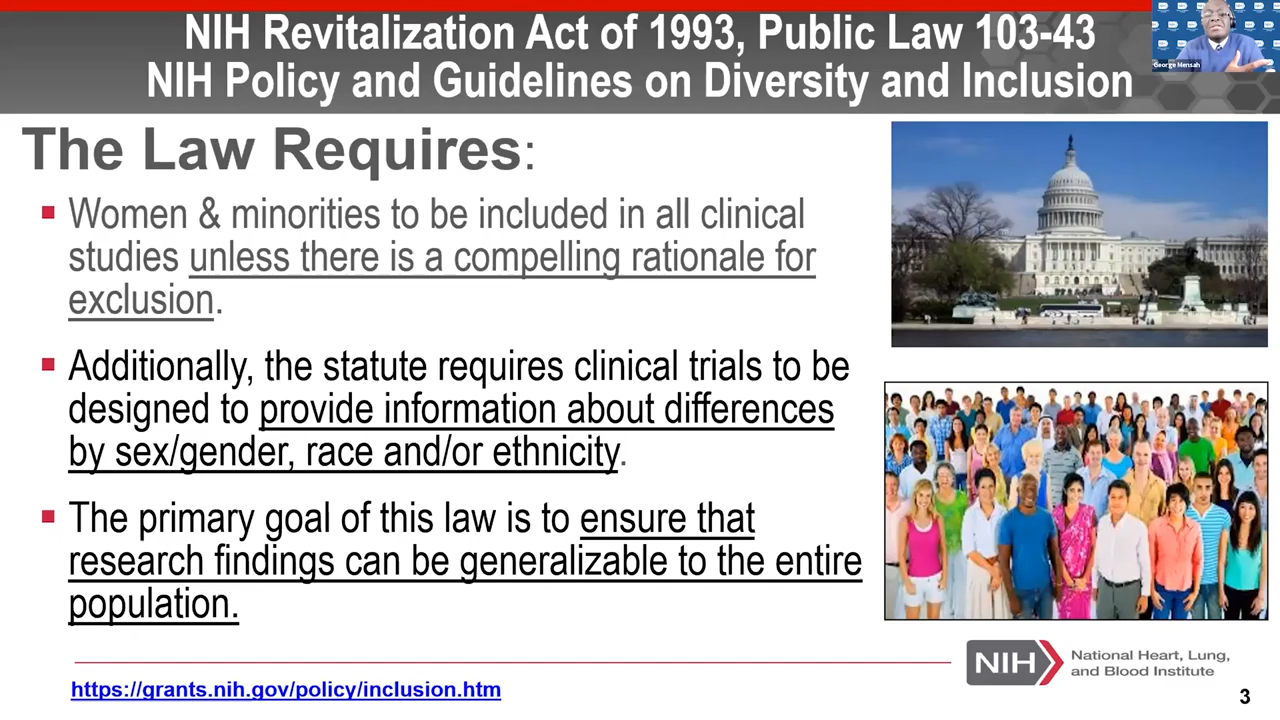 NIH Revitalization Act of 1993, Public Law 103-43
NIH Policy and Guidelines on Diversity and Inclusion
George Mensah
The Law Requires:
Women & minorities to be included in all clinical
studies unless there is a compelling rationale for
exclusion.
Additionally, the statute requires clinical trials to be
designed to provide information about differences
by sex/gender, race and/or ethnicity.
The primary goal of this law is to ensure that
research findings can be generalizable to the entire
population.
NIH
National Heart, Lung,
and Blood Institute
https://grants.nih.gov/policy/inclusion.htm
3